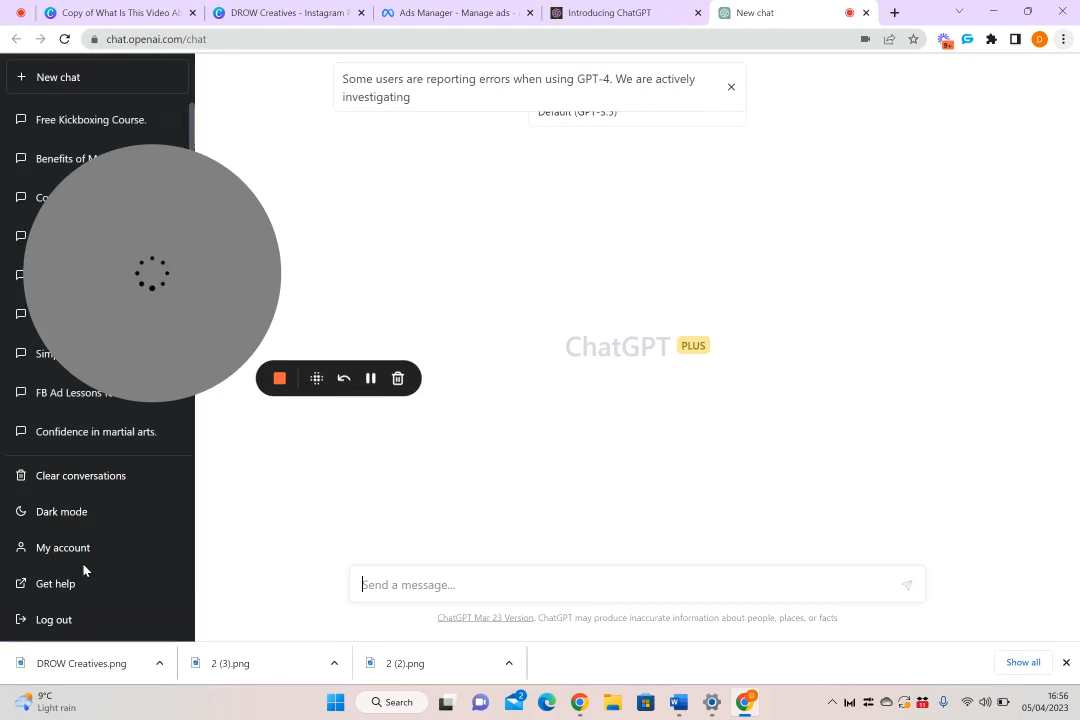 Copy of What Is This Video Ab
DROW Creatives - Instagram P
Ads Manager - Manage ads -
Introducing ChatGPT
New chat
chat.openai.com/chat
9+
D
New chat
Some users are reporting errors when using GPT-4. We are actively
investigating
Default (GPT-3.5)
Free Kickboxing Course.
Benefits of M
Co
Sim
FB Ad Lessons
Confidence in martial arts.
ChatGPT PLUS
Clear conversations
Dark mode
My account
Get help
Log out
Send a message...
ChatGPT Mar 23 Version. ChatGPT may produce inaccurate information about people, places, or facts
DROW Creatives.png
2 (3).png
2 (2).png
Show all
9°C
Light rain
Search
2
16:56
05/04/2023